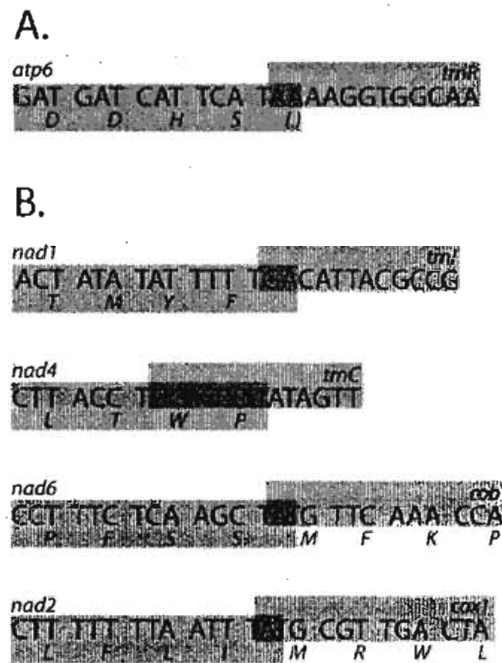 A.
atp6 trnR
GAT GAT CAT TCA TAAAAGGTGGCAA
D D H S
B.
nad1 trnI
ACT ATA TAT TTT CATTACGCCG
T M Y F
nad4 trnC
CTT ACC ATAGTT
L T W P
nad6 cob
CCT TTC TCA AGC G TTC AAA CCA
P F S S M F K P
nad2 cox1
CTT TTT TTA ATT G CGT TGA CTA
L F L I M R W L